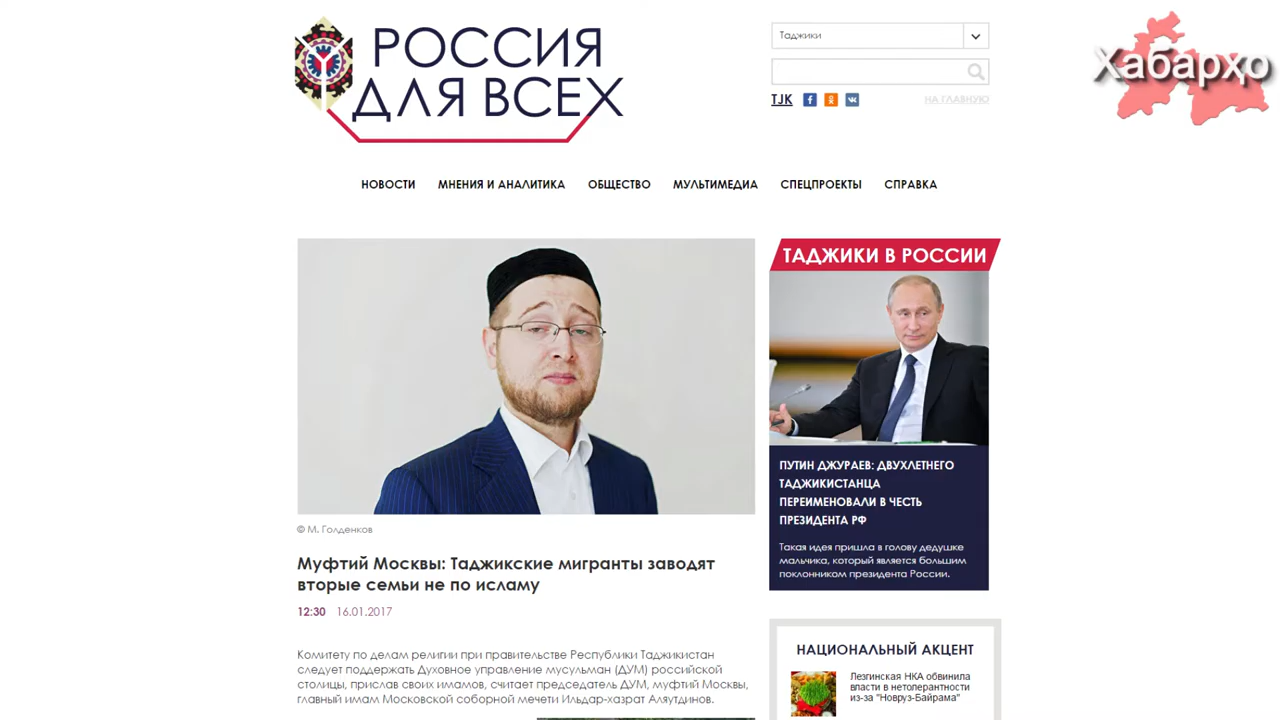 РОССИЯ
ДЛЯ ВСЕХ
Таджики
TJK
НА ГЛАВНУЮ
Хабарҳо
НОВОСТИ МНЕНИЯ И АНАЛИТИКА ОБЩЕСТВО МУЛЬТИМЕДИА СПЕЦПРОЕКТЫ СПРАВКА
© М. Голденков
Муфтий Москвы: Таджикские мигранты заводят
вторые семьи не по исламу
12:30 16.01.2017
Комитету по делам религии при правительстве Республики Таджикистан
следует поддержать Духовное управление мусульман (ДУМ) российской
столицы, прислав своих имамов, считает председатель ДУМ, муфтий Москвы,
главный имам Московской соборной мечети Ильдар-хазрат Аляутдинов.
ТАДЖИКИ В РОССИИ
ПУТИН ДЖУРАЕВ: ДВУХЛЕТНЕГО
ТАДЖИКИСТАНЦА
ПЕРЕИМЕНОВАЛИ В ЧЕСТЬ
ПРЕЗИДЕНТА РФ
Такая идея пришла в голову дедушке
мальчика, который является большим
поклонником президента России.
НАЦИОНАЛЬНЫЙ АКЦЕНТ
Лезгинская НКА обвинила
власти в нетолерантности
из-за "Новруз-Байрама"